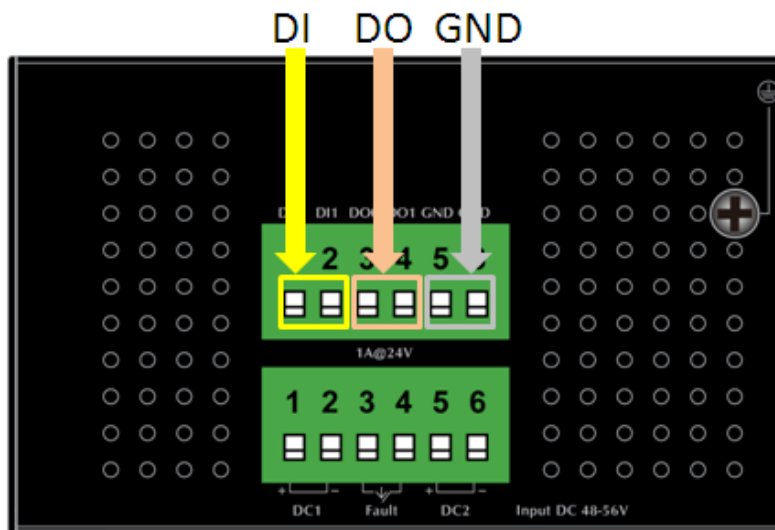 DI DO GND
DI1 GND
2 3 4 5
1A@24V
1 2 3 4 5 6
+ − + −
DC1 Fault DC2 Input DC 48-56V